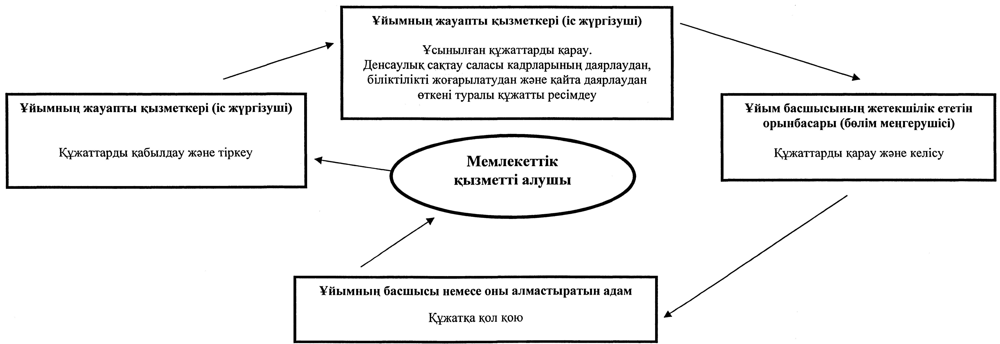 Ұйымның жауапты қызметкері (іс жүргізуші)
Ұсынылған құжаттарды қарау.
Денсаулық сақтау саласы кадрларының даярлаудан,
біліктілікті жоғарылатудан және қайта даярлаудан
өткені туралы құжатты ресімдеу
Ұйымның жауапты қызметкері (іс жүргізуші)
Құжаттарды қабылдау және тіркеу
Ұйым басшысының жетекшілік ететін
орынбасары (бөлім меңгерушісі)
Құжаттарды қарау және келісу
Мемлекеттік
қызметті алушы
Ұйымның басшысы немесе оны алмастыратын адам
Құжатқа қол қою